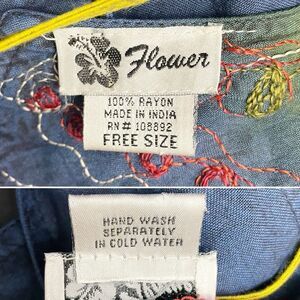 Flower
100% RAYON
MADE IN INDIA
RN # 108892
FREE SIZE
HAND WASH
SEPARATELY
IN COLD WATER